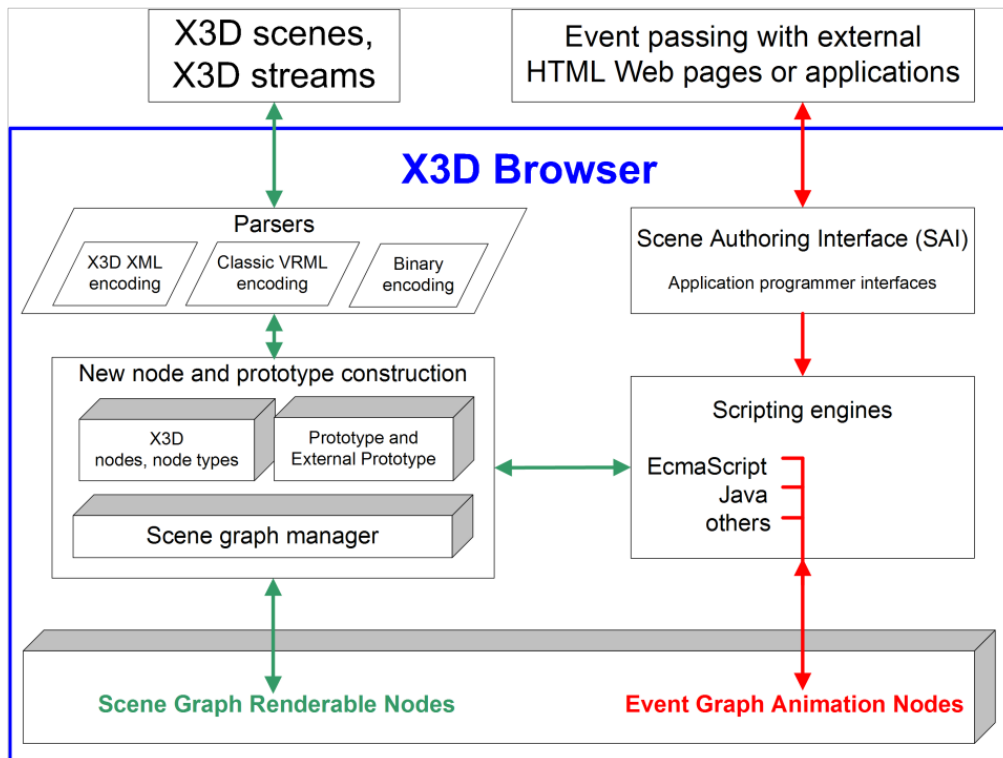 X3D scenes,
X3D streams
Event passing with external
HTML Web pages or applications
X3D Browser
Parsers
X3D XML
encoding
Classic VRML
encoding
Binary
encoding
Scene Authoring Interface (SAI)
Application programmer interfaces
New node and prototype construction
X3D
nodes, node types
Prototype and
External Prototype
Scene graph manager
Scripting engines
EcmaScript
Java
others
Scene Graph Renderable Nodes
Event Graph Animation Nodes